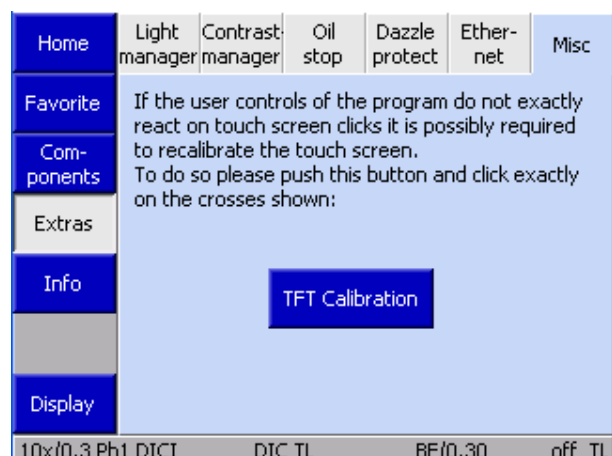 Home
Light manager
Contrast- manager
Oil stop
Dazzle protect
Ether- net
Misc
Favorite
Com-
ponents
Extras
Info
Display
If the user controls of the program do not exactly
react on touch screen clicks it is possibly required
to recalibrate the touch screen.
To do so please push this button and click exactly
on the crosses shown:
TFT Calibration
10x/0.3 Ph1 DICI DIC TL BF/0.30 off TL